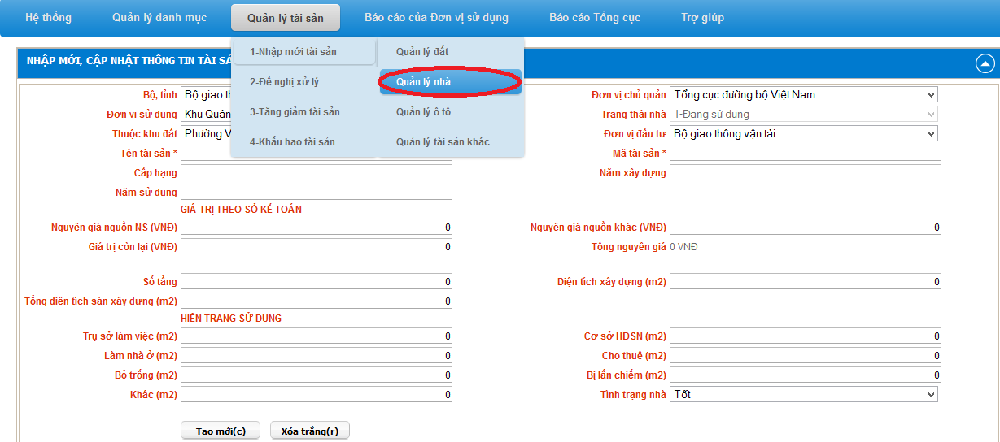 Hệ thống Quản lý danh mục Quản lý tài sản Báo cáo của Đơn vị sử dụng Báo cáo Tổng cục Trợ giúp
1-Nhập mới tài sản Quản lý đất
2-Đề nghị xử lý Quản lý nhà
3-Tăng giảm tài sản Quản lý ô tô
4-Khấu hao tài sản Quản lý tài sản khác
NHẬP MỚI, CẬP NHẬT THÔNG TIN TÀI
Bộ, tỉnh Bộ giao Đơn vị chủ quản Tổng cục đường bộ Việt Nam
Đơn vị sử dụng Khu Quản Trạng thái nhà 1-Đang sử dụng
Thuộc khu đất Phường Đơn vị đầu tư Bộ giao thông vận tải
Tên tài sản * Mã tài sản *
Cấp hạng Năm xây dựng
Năm sử dụng
GIÁ TRỊ THEO SỔ KẾ TOÁN
Nguyên giá nguồn NS (VNĐ) 0 Nguyên giá nguồn khác (VNĐ) 0
Giá trị còn lại (VNĐ) 0 Tổng nguyên giá 0 VNĐ
Số tầng 0 Diện tích xây dựng (m2) 0
Tổng diện tích sàn xây dựng (m2) 0
HIỆN TRẠNG SỬ DỤNG
Trụ sở làm việc (m2) 0 Cơ sở HĐSN (m2) 0
Làm nhà ở (m2) 0 Cho thuê (m2) 0
Bỏ trống (m2) 0 Bị lấn chiếm (m2) 0
Khác (m2) 0 Tình trạng nhà Tốt
Tạo mới(c) Xóa trắng(r)